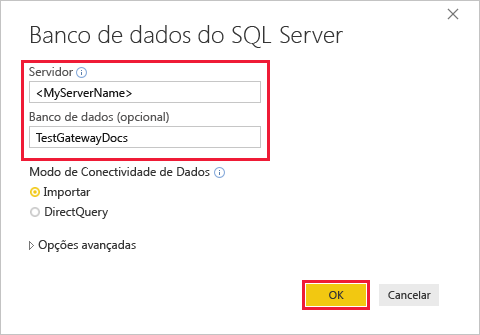 Banco de dados do SQL Server
Servidor
<MyServerName>
Banco de dados (opcional)
TestGatewayDocs
Modo de Conectividade de Dados
Importar
DirectQuery
Opções avançadas
OK Cancelar